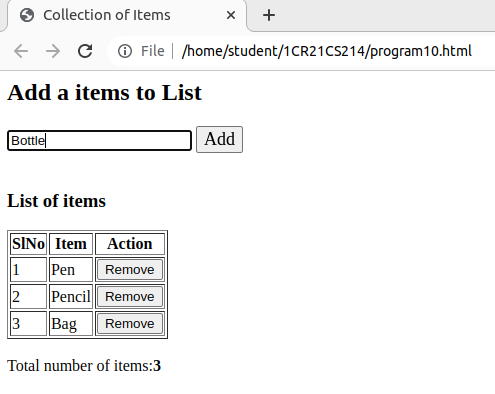 Collection of Items
File | /home/student/1CR21CS214/program10.html
Add a items to List
Bottle Add
List of items
SlNo Item Action
1 Pen Remove
2 Pencil Remove
3 Bag Remove
Total number of items:3